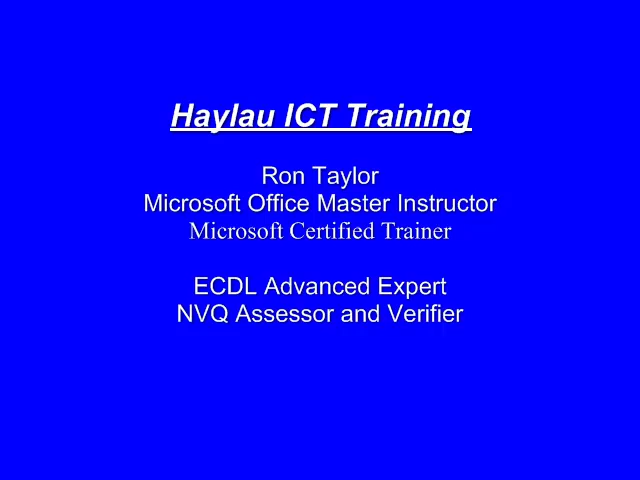 Haylau ICT Training
Ron Taylor
Microsoft Office Master Instructor
Microsoft Certified Trainer
ECDL Advanced Expert
NVQ Assessor and Verifier